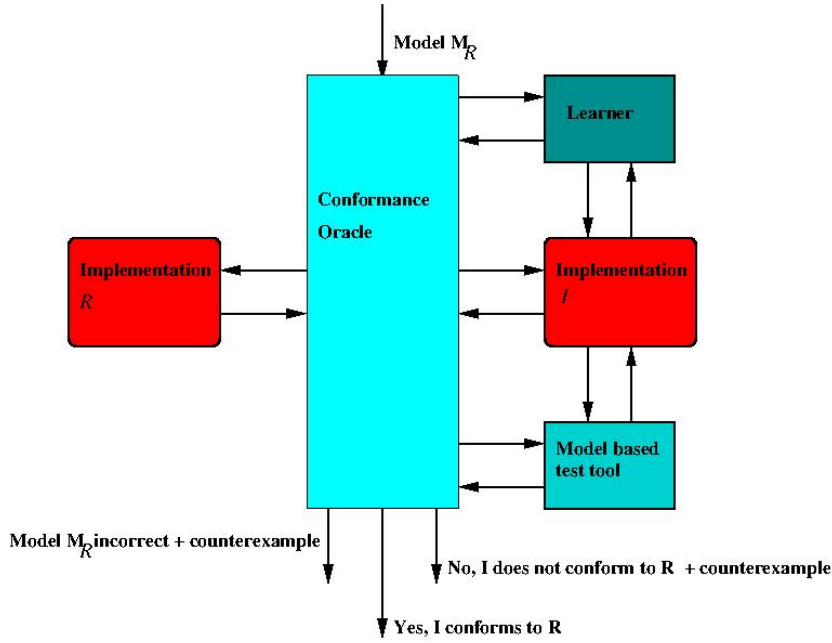 Model M_R
Learner
Conformance
Oracle
Implementation
R
Implementation
I
Model based
test tool
Model M_R incorrect + counterexample
No, I does not conform to R + counterexample
Yes, I conforms to R